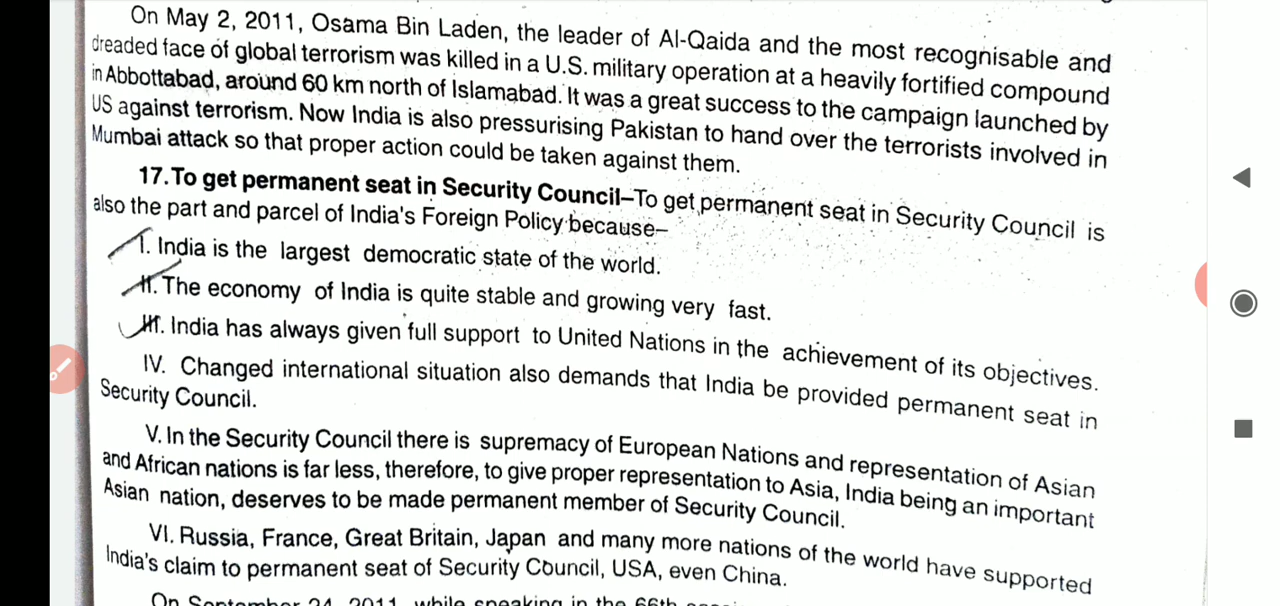 On May 2, 2011, Osama Bin Laden, the leader of Al-Qaida and the most recognisable and
dreaded face of global terrorism was killed in a U.S. military operation at a heavily fortified compound
in Abbottabad, around 60 km north of Islamabad. It was a great success to the campaign launched by
US against terrorism. Now India is also pressurising Pakistan to hand over the terrorists involved in
Mumbai attack so that proper action could be taken against them.
17. To get permanent seat in Security Council–To get permanent seat in Security Council is
also the part and parcel of India's Foreign Policy because–
I. India is the largest democratic state of the world.
II. The economy of India is quite stable and growing very fast.
III. India has always given full support to United Nations in the achievement of its objectives.
IV. Changed international situation also demands that India be provided permanent seat in
Security Council.
V. In the Security Council there is supremacy of European Nations and representation of Asian
and African nations is far less, therefore, to give proper representation to Asia, India being an important
Asian nation, deserves to be made permanent member of Security Council.
VI. Russia, France, Great Britain, Japan and many more nations of the world have supported
India's claim to permanent seat of Security Council, USA, even China.
On September 24, 2011, while speaking in the 66th